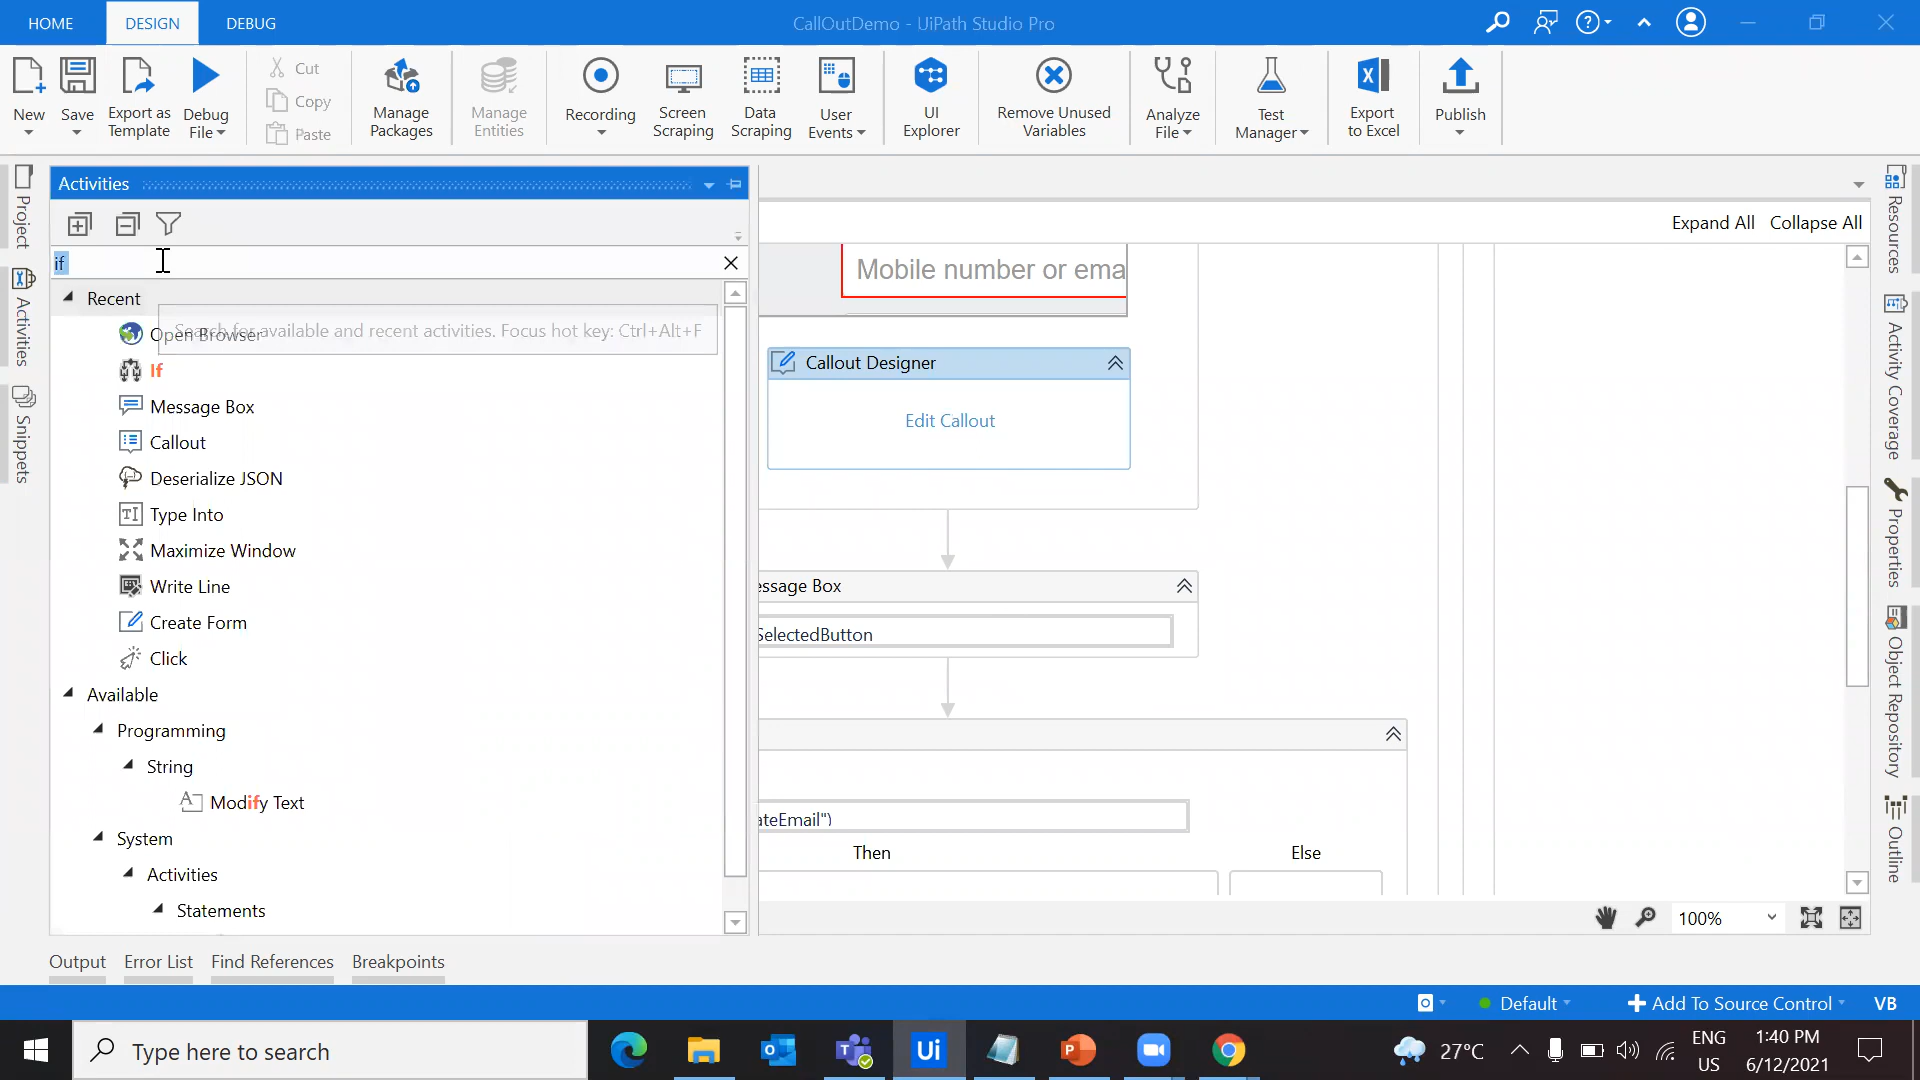 HOME
DESIGN
DEBUG
CallOutDemo - UiPath Studio Pro
New
Save
Export as
Template
Debug
File
Cut
Copy
Paste
Manage
Packages
Manage
Entities
Recording
Screen
Scraping
Data
Scraping
User
Events
UI
Explorer
Remove Unused
Variables
Analyze
File
Test
Manager
Export
to Excel
Publish
Project
Activities
Snippets
Activities
if
Recent
Search for available and recent activities. Focus hot key: Ctrl+Alt+F
Open Browser
If
Message Box
Callout
Deserialize JSON
Type Into
Maximize Window
Write Line
Create Form
Click
Available
Programming
String
Modify Text
System
Activities
Statements
Expand All
Collapse All
Mobile number or ema
Callout Designer
Edit Callout
essage Box
SelectedButton
ateEmail")
Then
Else
100%
Resources
Activity Coverage
Properties
Object Repository
Outline
Output
Error List
Find References
Breakpoints
Default
Add To Source Control
VB
Type here to search
Ui
27°C
ENG
US
1:40 PM
6/12/2021